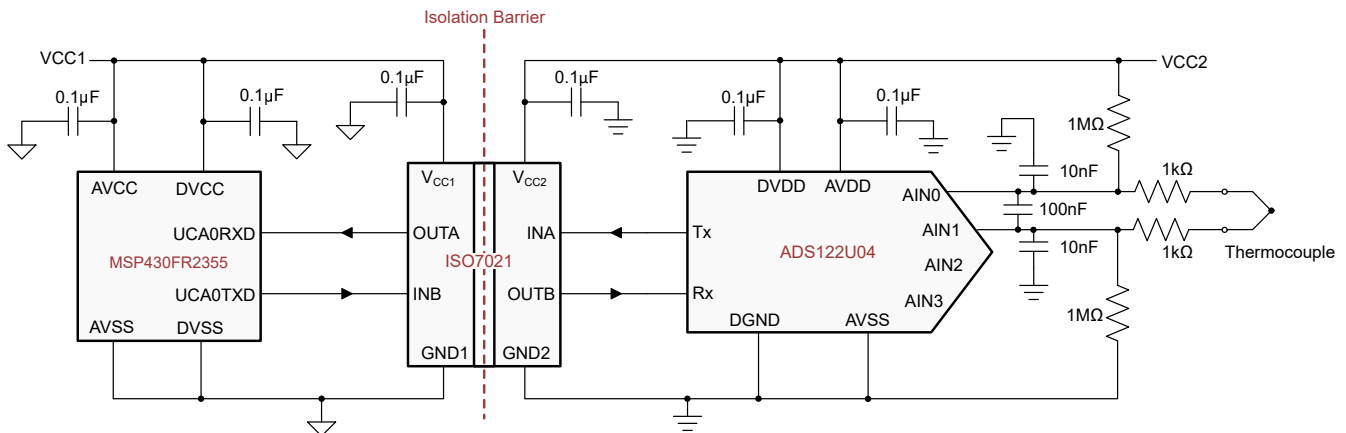 Isolation Barrier
VCC1
VCC2
0.1µF
0.1µF
0.1µF
0.1µF
0.1µF
0.1µF
1MΩ
10nF
1kΩ
AVCC
DVCC
VCC1
VCC2
DVDD
AVDD
AIN0
100nF
UCA0RXD
OUTA
INA
Tx
AIN1
10nF
1kΩ
Thermocouple
MSP430FR2355
ISO7021
ADS122U04
AIN2
UCA0TXD
INB
OUTB
Rx
AIN3
1MΩ
AVSS
DVSS
GND1
GND2
DGND
AVSS